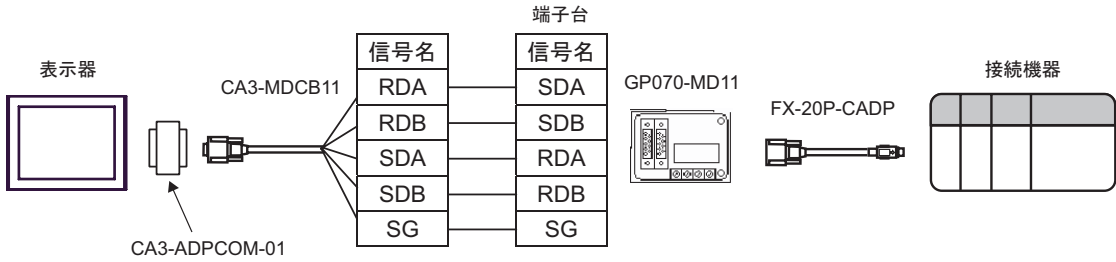 端子台
信号名 信号名
表示器
接続機器
CA3-MDCB11
RDA SDA
GP070-MD11
FX-20P-CADP
RDB SDB
SDA RDA
SDB RDB
SG SG
CA3-ADPCOM-01